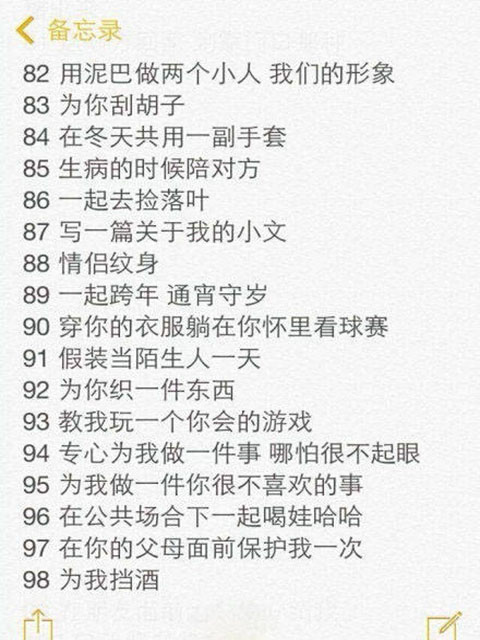 备忘录
82 用泥巴做两个小人 我们的形象
83 为你刮胡子
84 在冬天共用一副手套
85 生病的时候陪对方
86 一起去捡落叶
87 写一篇关于我的小文
88 情侣纹身
89 一起跨年 通宵守岁
90 穿你的衣服躺在你怀里看球赛
91 假装当陌生人一天
92 为你织一件东西
93 教我玩一个你会的游戏
94 专心为我做一件事 哪怕很不起眼
95 为我做一件你很不喜欢的事
96 在公共场合下一起喝娃哈哈
97 在你的父母面前保护我一次
98 为我挡酒